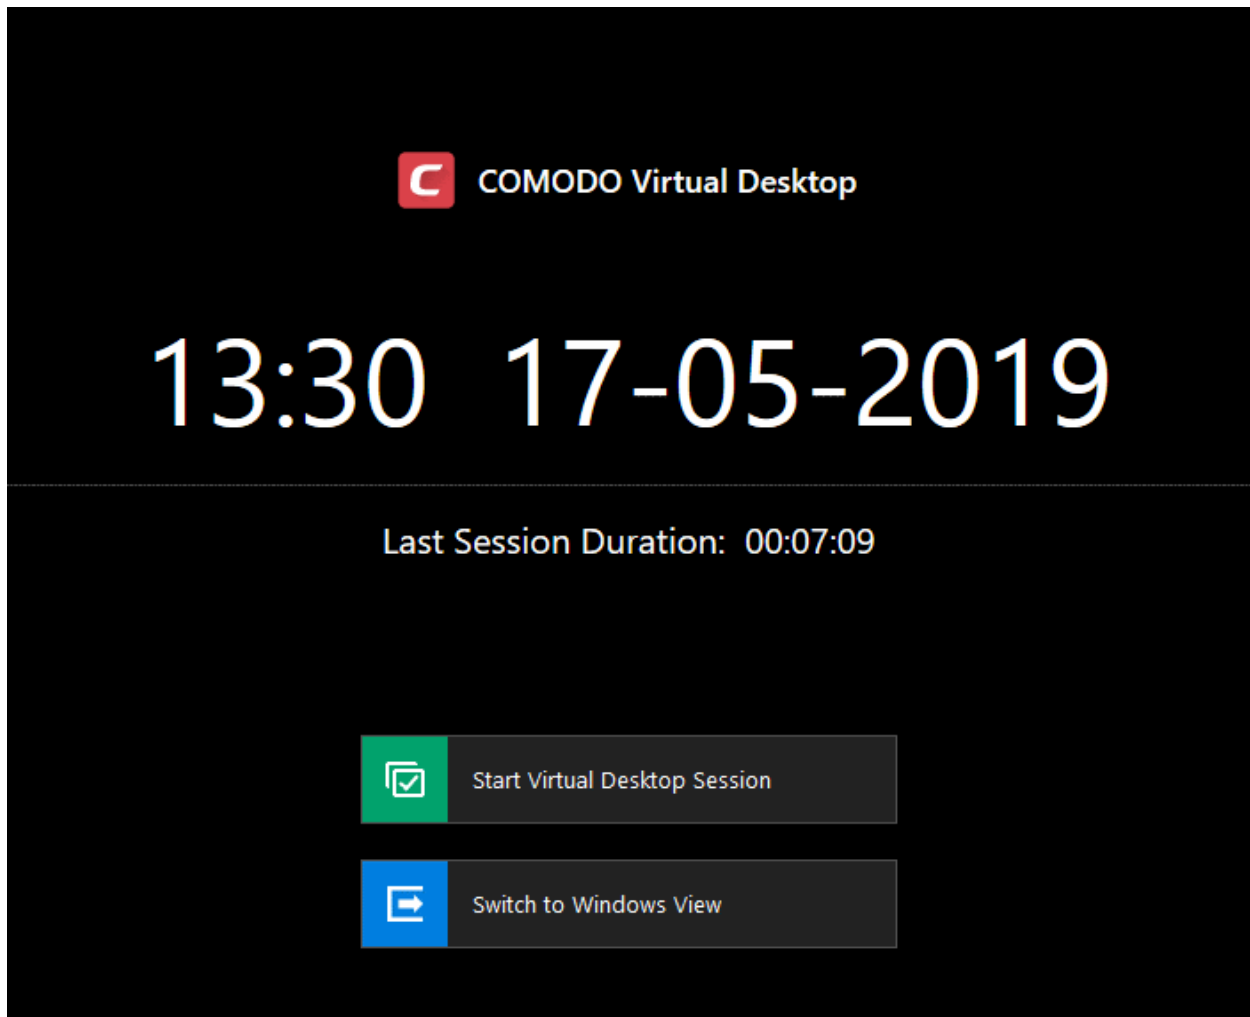 COMODO Virtual Desktop
13:30 17-05-2019
Last Session Duration: 00:07:09
Start Virtual Desktop Session
Switch to Windows View